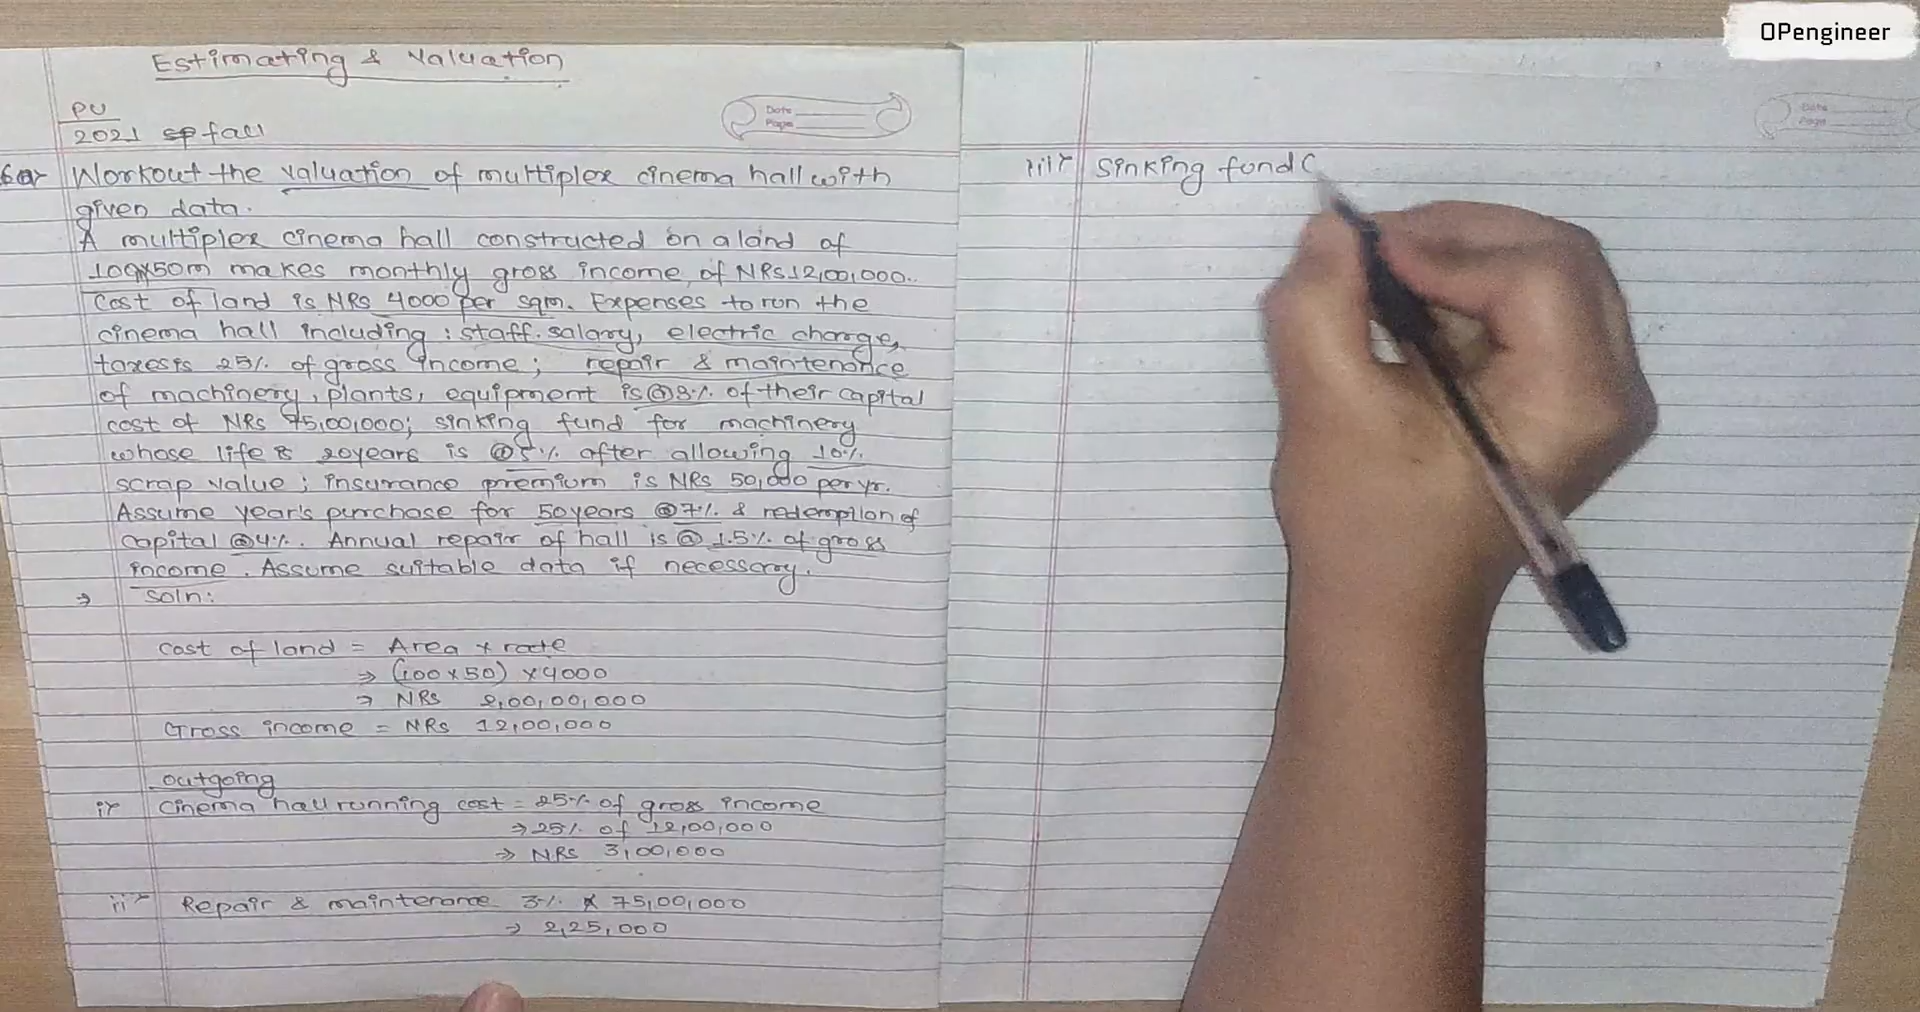 OPengineer
Estimating & Valuation
PU
2021 fall
Date
Page
6a) Workout the valuation of multiplex cinema hall with
given data.
A multiplex cinema hall constructed on a land of
100x50m makes monthly gross income of NRS 12,00,000.
Cost of land is NRS 4000 per sqm. Expenses to run the
cinema hall including : staff salary, electric charge,
taxes is 25% of gross income; repair & maintenance
of machinery, plants, equipment is @3% of their capital
cost of NRS 75,00,000; sinking fund for machinery
whose life is 20years is @5% after allowing 10%
scrap value; insurance premium is NRS 50,000 per yr.
Assume year's purchase for 50years @7% & redemption of
capital @4%. Annual repair of hall is @ 1.5% of gross
income. Assume suitable data if necessary.
→ Soln:
Cost of land = Area x rate
⇒ (100 x 50) x 4000
⇒ NRS 2,00,00,000
Gross income = NRS 12,00,000
Outgoing
i) Cinema hall running cost = 25% of gross income
⇒ 25% of 12,00,000
⇒ NRS 3,00,000
ii) Repair & maintenance 3% x 75,00,000
⇒ 2,25,000
Date
Page
iii) Sinking fund (